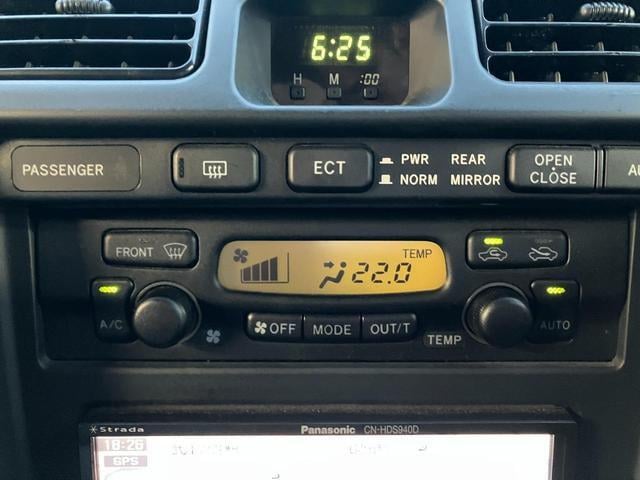 6:25
H M :00
PASSENGER ECT PWR NORM REAR MIRROR OPEN CLOSE
FRONT TEMP 22.0
A/C OFF MODE OUT/T TEMP AUTO
Strada Panasonic CN-HDS940D
18:26
GPS